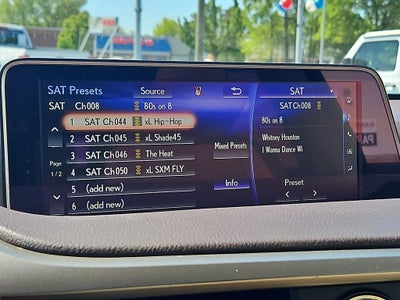 SAT Presets Source SAT
SAT Ch008 80s on 8 SAT Ch008
1 SAT Ch044 xL Hip-Hop 80s on 8
2 SAT Ch045 xL Shade45 Whitney Houston
3 SAT Ch046 The Heat Mixed Presets I Wanna Dance Wi
Page
1/2
4 SAT Ch050 xL SXM FLY
5 (add new) Info Preset
6 (add new)